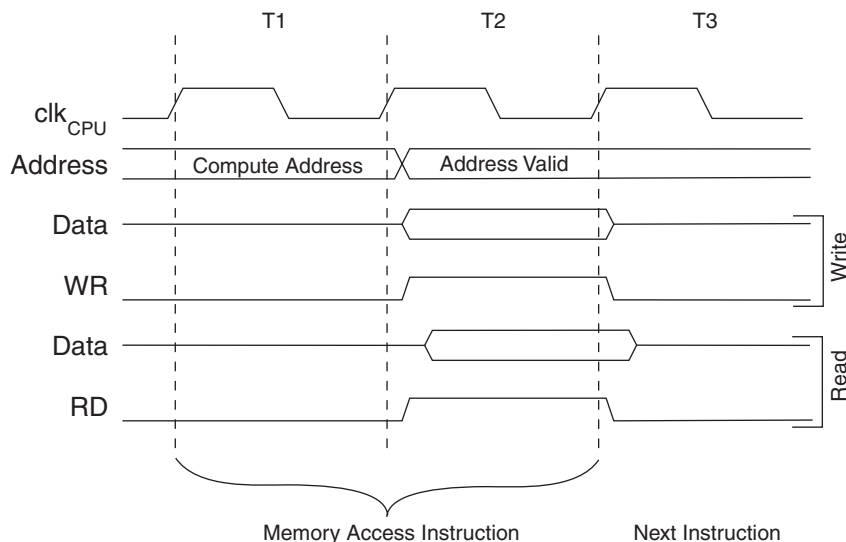 T1 T2 T3
clkCPU
Address Compute Address Address Valid
Data
WR
Write
Data
RD
Read
Memory Access Instruction Next Instruction